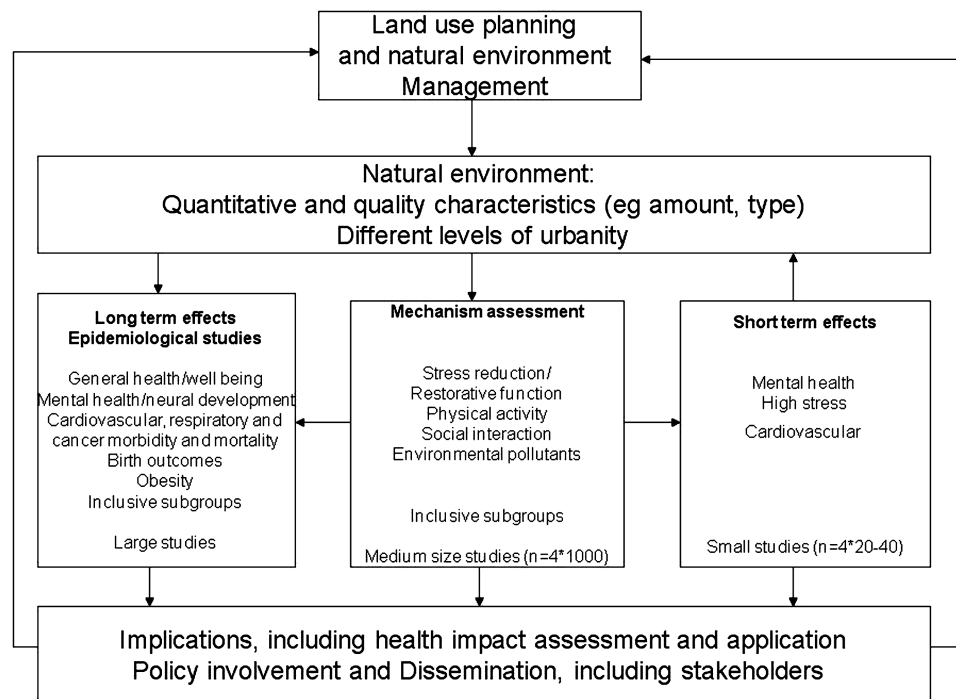 Land use planning
and natural environment
Management
Natural environment:
Quantitative and quality characteristics (eg amount, type)
Different levels of urbanity
Long term effects
Epidemiological studies
General health/well being
Mental health/neural development
Cardiovascular, respiratory and
cancer morbidity and mortality
Birth outcomes
Obesity
Inclusive subgroups
Large studies
Mechanism assessment
Stress reduction/
Restorative function
Physical activity
Social interaction
Environmental pollutants
Inclusive subgroups
Medium size studies (n=4*1000)
Short term effects
Mental health
High stress
Cardiovascular
Small studies (n=4*20-40)
Implications, including health impact assessment and application
Policy involvement and Dissemination, including stakeholders